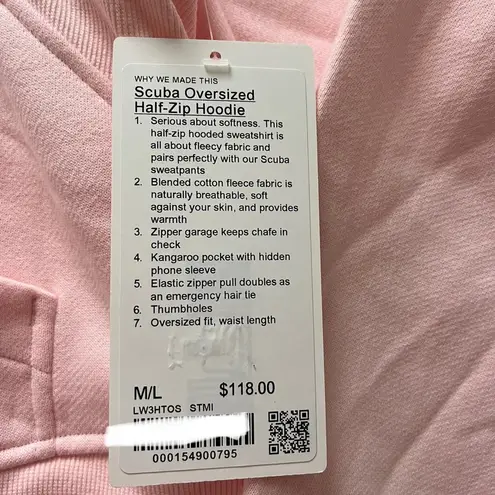 WHY WE MADE THIS
Scuba Oversized
Half-Zip Hoodie
1. Serious about softness. This
half-zip hooded sweatshirt is
all about fleecy fabric and
pairs perfectly with our Scuba
sweatpants
2. Blended cotton fleece fabric is
naturally breathable, soft
against your skin, and provides
warmth
3. Zipper garage keeps chafe in
check
4. Kangaroo pocket with hidden
phone sleeve
5. Elastic zipper pull doubles as
an emergency hair tie
6. Thumbholes
7. Oversized fit, waist length
M/L $118.00
LW3HTOS STMI
000154900795